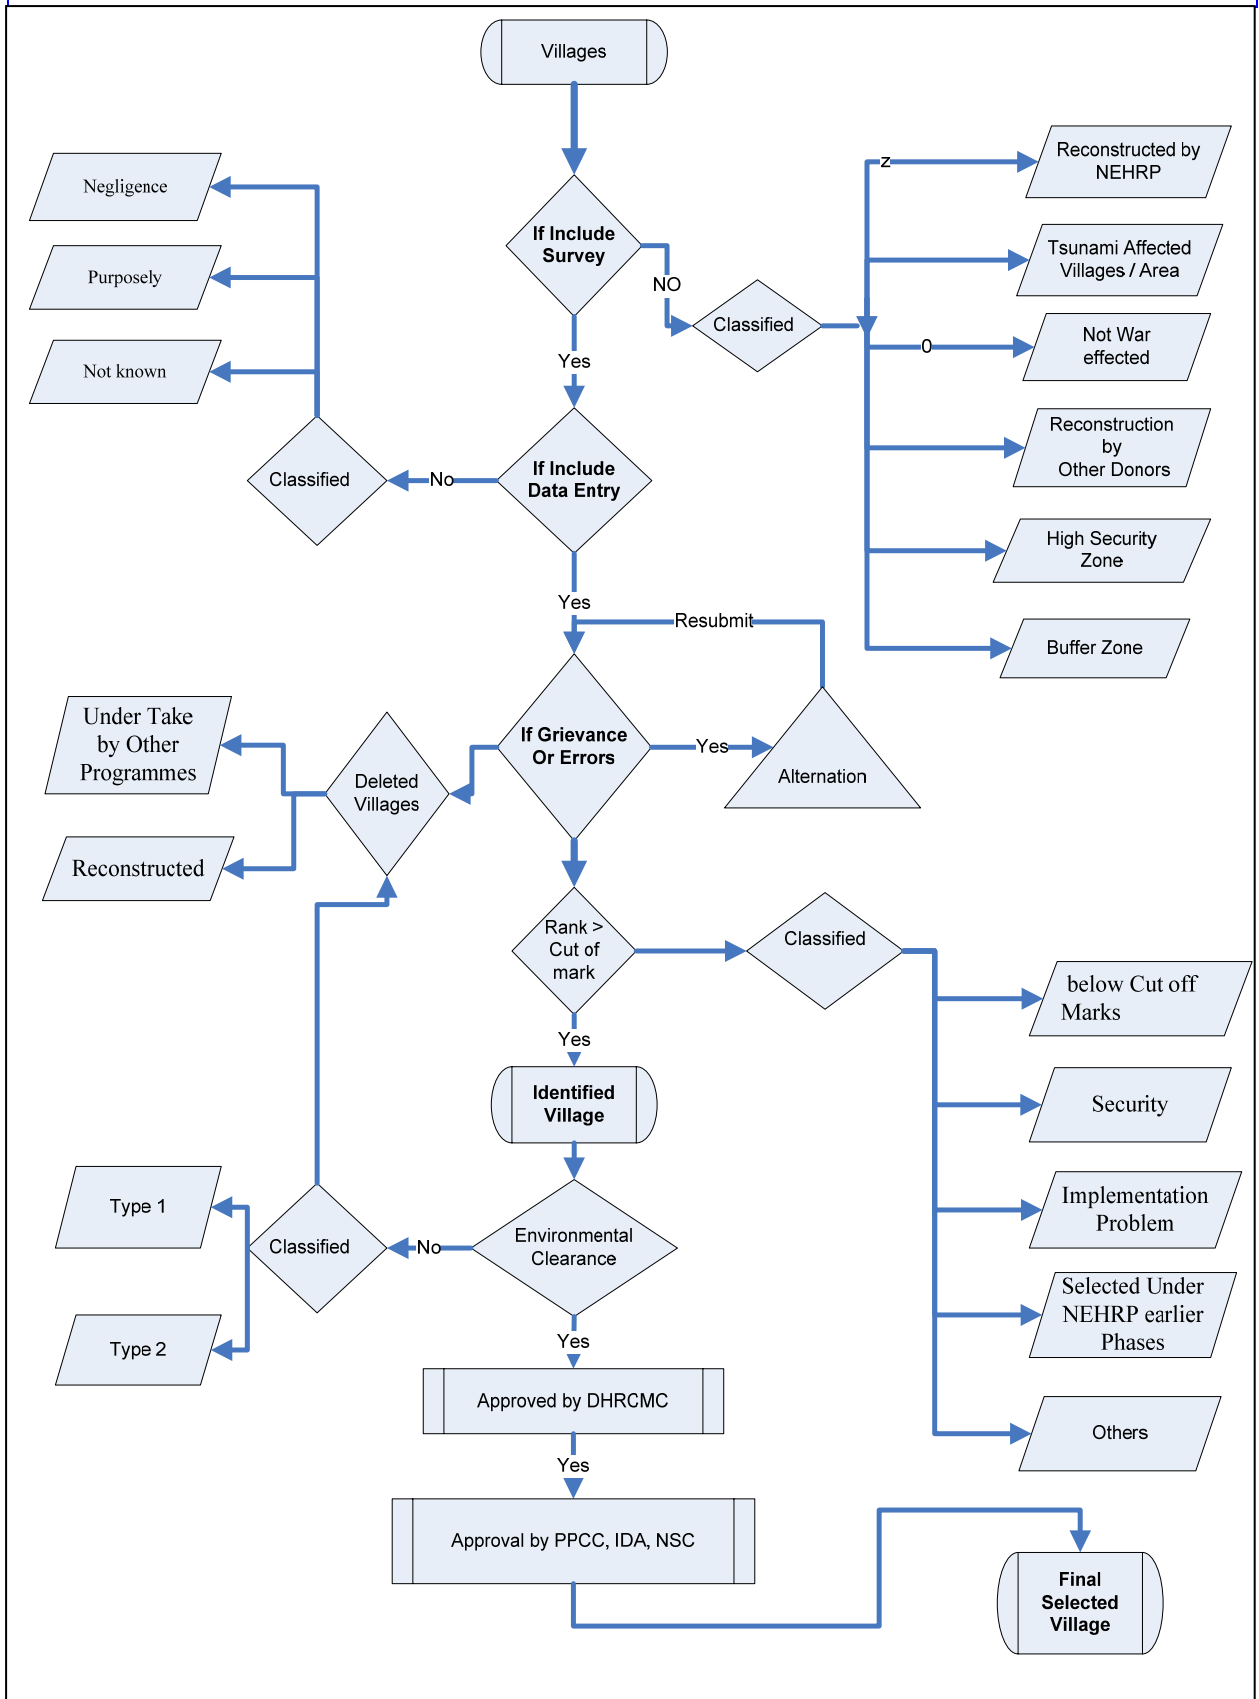 Villages
Reconstructed by
NEHRP
z
Negligence
If Include
Survey
Tsunami Affected
Villages / Area
Purposely
NO
Classified
Not War
effected
0
Yes
Not known
Reconstruction
by
Other Donors
Classified
No
If Include
Data Entry
High Security
Zone
Yes
Resubmit
Buffer Zone
Under Take
by Other
Programmes
If Grievance
Or Errors
Yes
Alternation
Deleted
Villages
Reconstructed
Rank >
Cut of
mark
Classified
below Cut off
Marks
Yes
Identified
Village
Security
Type 1
Implementation
Problem
Classified
No
Environmental
Clearance
Selected Under
NEHRP earlier
Phases
Yes
Type 2
Approved by DHRCMC
Others
Yes
Approval by PPCC, IDA, NSC
Final
Selected
Village